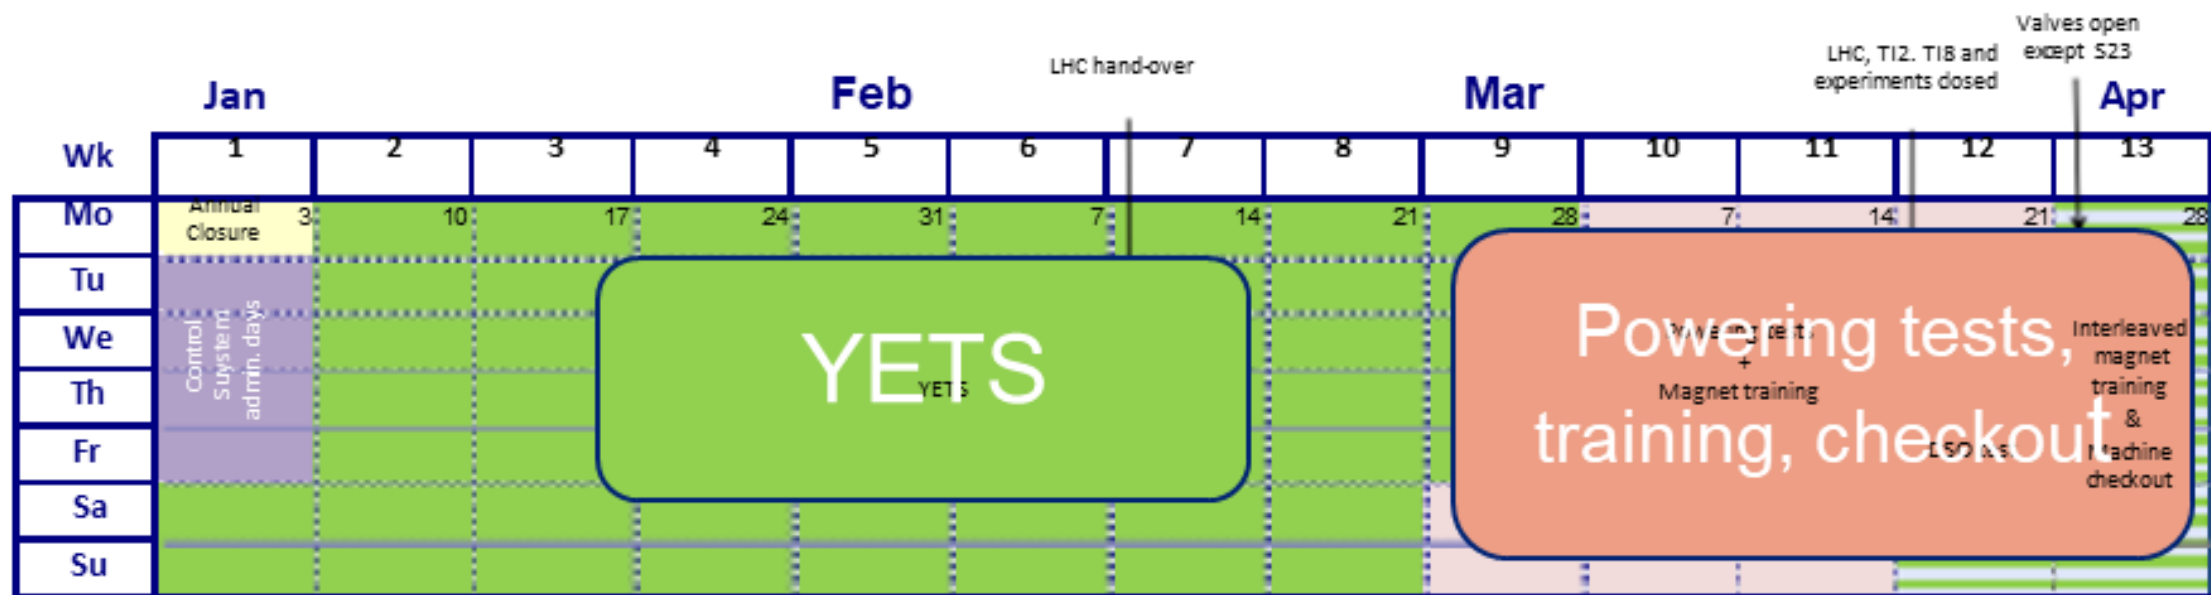 Valves open
except S23
LHC hand-over
LHC, TI2. TI8 and
experiments closed
Jan Feb Mar Apr
Wk 1 2 3 4 5 6 7 8 9 10 11 12 13
Mo 3 10 17 24 31 7 14 21 28 7 14 21 28
Annual
Closure
Tu
We
Th
Fr
Sa
Su
Control
Suystem
admin. days
YETS
YETS
Powering tests,
training, checkout
Powering tests
+
Magnet training
Interleaved
magnet
training
&
Machine
checkout